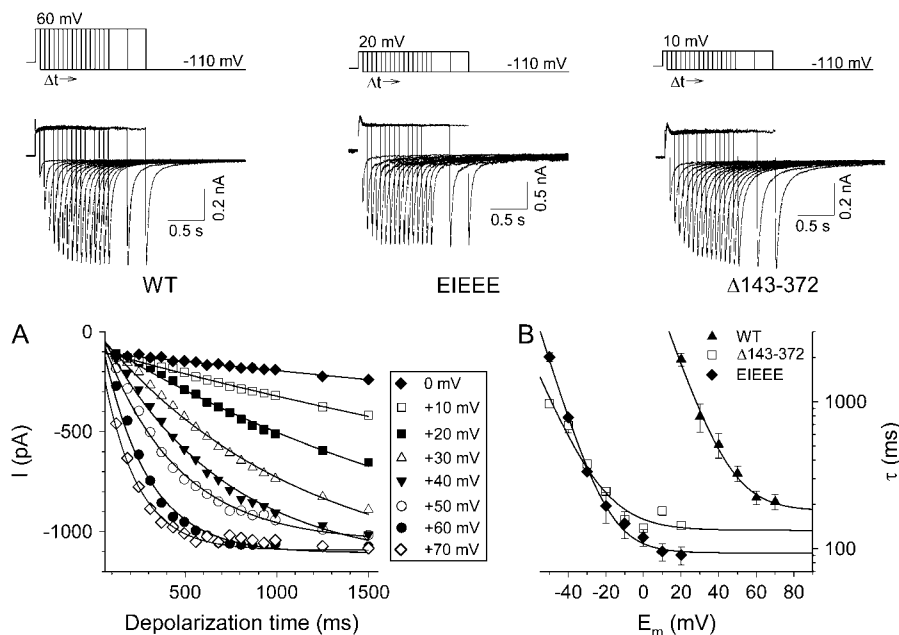 60 mV
-110 mV
Δt→
0.5 s
0.2 nA
WT
20 mV
-110 mV
Δt→
0.5 s
0.5 nA
EIEEE
10 mV
-110 mV
Δt→
0.5 s
0.2 nA
Δ143-372
A
0
-500
-1000
I (pA)
500
1000
1500
Depolarization time (ms)
0 mV
+10 mV
+20 mV
+30 mV
+40 mV
+50 mV
+60 mV
+70 mV
B
WT
Δ143-372
EIEEE
1000
100
τ (ms)
-40 -20 0 20 40 60 80
Em (mV)